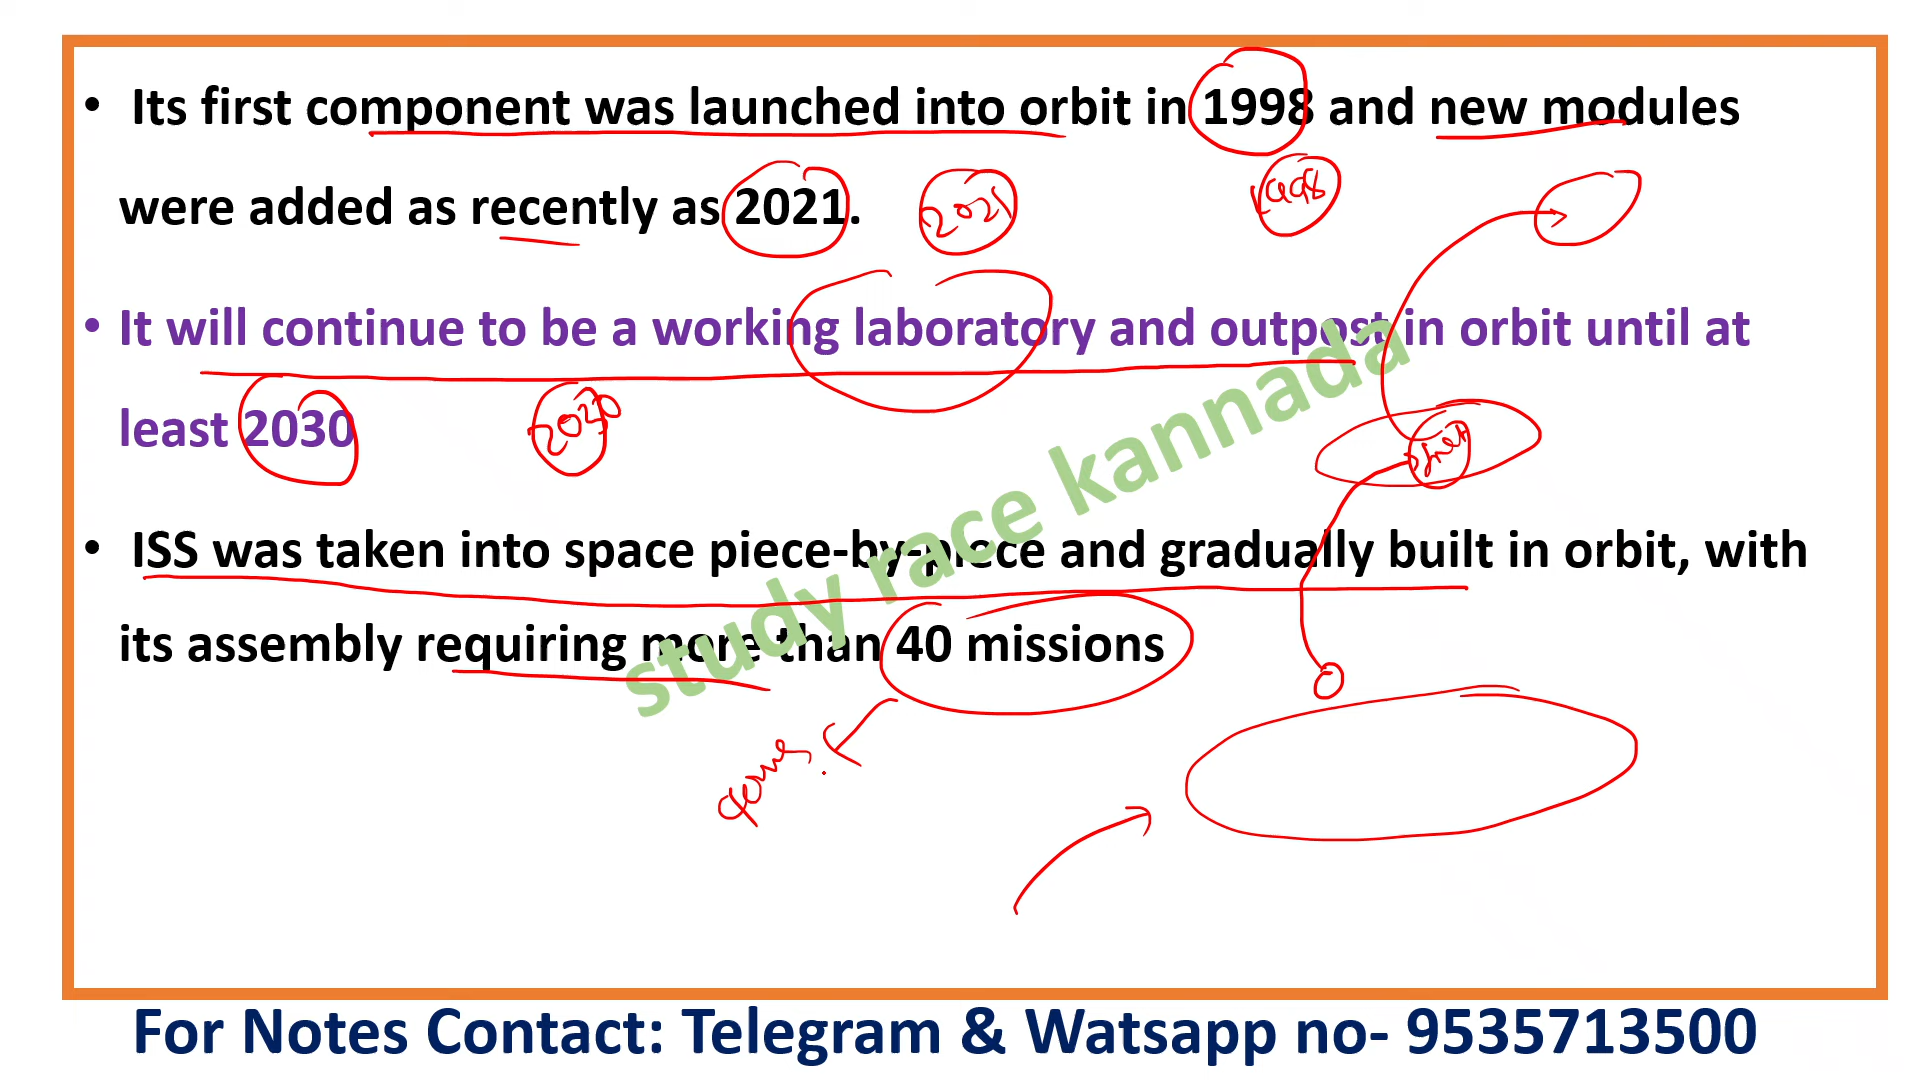 • Its first component was launched into orbit in 1998 and new modules
were added as recently as 2021.
2021
1998
• It will continue to be a working laboratory and outpost in orbit until at
least 2030
2030
• ISS was taken into space piece-by-piece and gradually built in orbit, with
its assembly requiring more than 40 missions
study race kannada
For Notes Contact: Telegram & Watsapp no- 9535713500